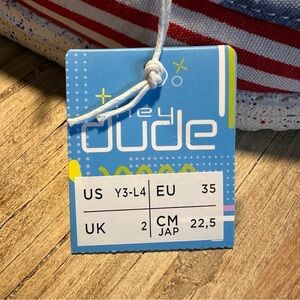 hey
dude
US Y3-L4 EU 35
UK 2 CM JAP 22,5